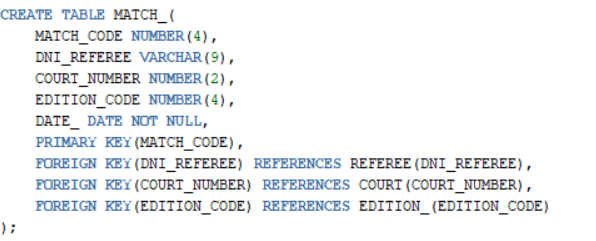 CREATE TABLE MATCH_(
MATCH_CODE NUMBER(4),
DNI_REFEREE VARCHAR(9),
COURT_NUMBER NUMBER(2),
EDITION_CODE NUMBER(4),
DATE_ DATE NOT NULL,
PRIMARY KEY(MATCH_CODE),
FOREIGN KEY(DNI_REFEREE) REFERENCES REFEREE(DNI_REFEREE),
FOREIGN KEY(COURT_NUMBER) REFERENCES COURT(COURT_NUMBER),
FOREIGN KEY(EDITION_CODE) REFERENCES EDITION_(EDITION_CODE)
);